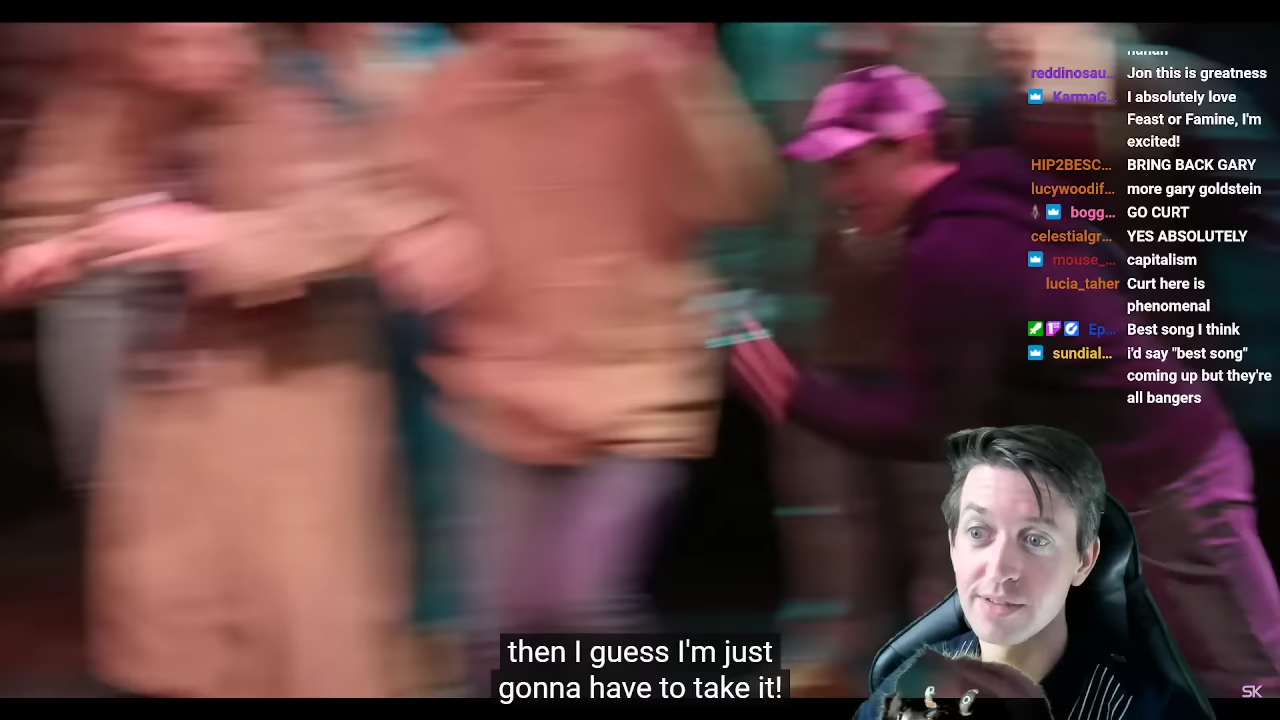 reddinosau... Jon this is greatness
KarmaG... I absolutely love
Feast or Famine, I'm
excited!
HIP2BESC... BRING BACK GARY
lucywoodif... more gary goldstein
bogg... GO CURT
celestialgr... YES ABSOLUTELY
mouse_... capitalism
lucia_taher Curt here is
phenomenal
Ep... Best song I think
sundial... i'd say "best song"
coming up but they're
all bangers
then I guess I'm just
gonna have to take it!
SK